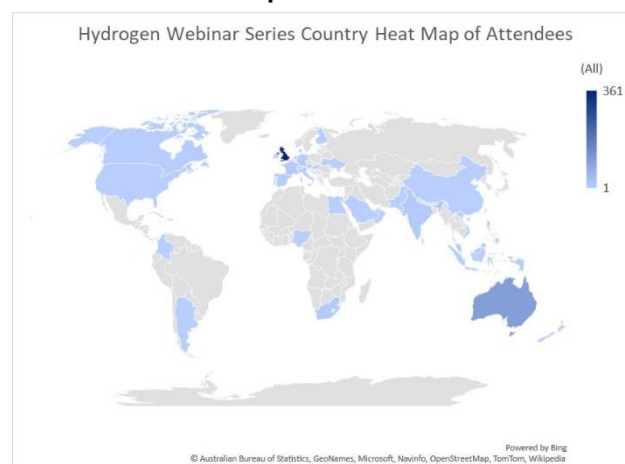 Hydrogen Webinar Series Country Heat Map of Attendees
(All)
361
1
Powered by Bing
© Australian Bureau of Statistics, GeoNames, Microsoft, Navinfo, OpenStreetMap, TomTom, Wikipedia